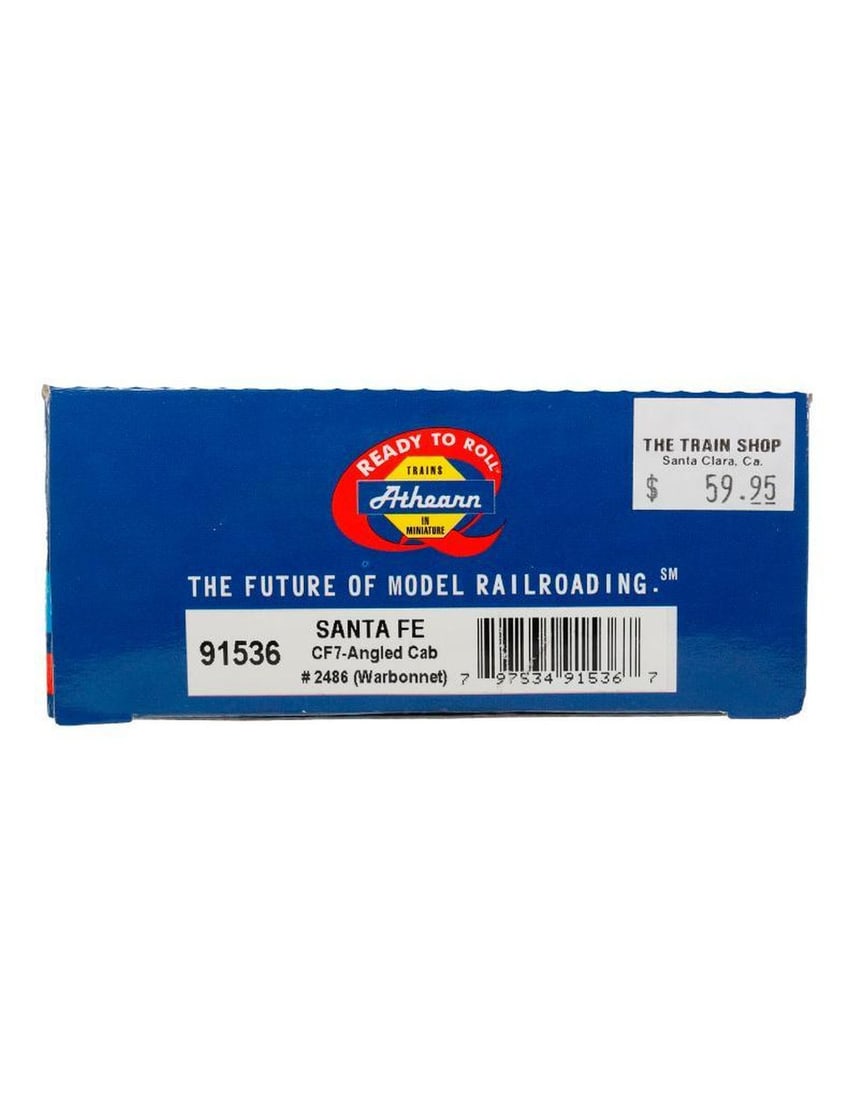 READY TO ROLL
TRAINS
Athearn
IN
MINIATURE
THE TRAIN SHOP
Santa Clara, Ca.
$ 59.95
THE FUTURE OF MODEL RAILROADING.℠
91536
SANTA FE
CF7-Angled Cab
# 2486 (Warbonnet)
7 97534 91536 7